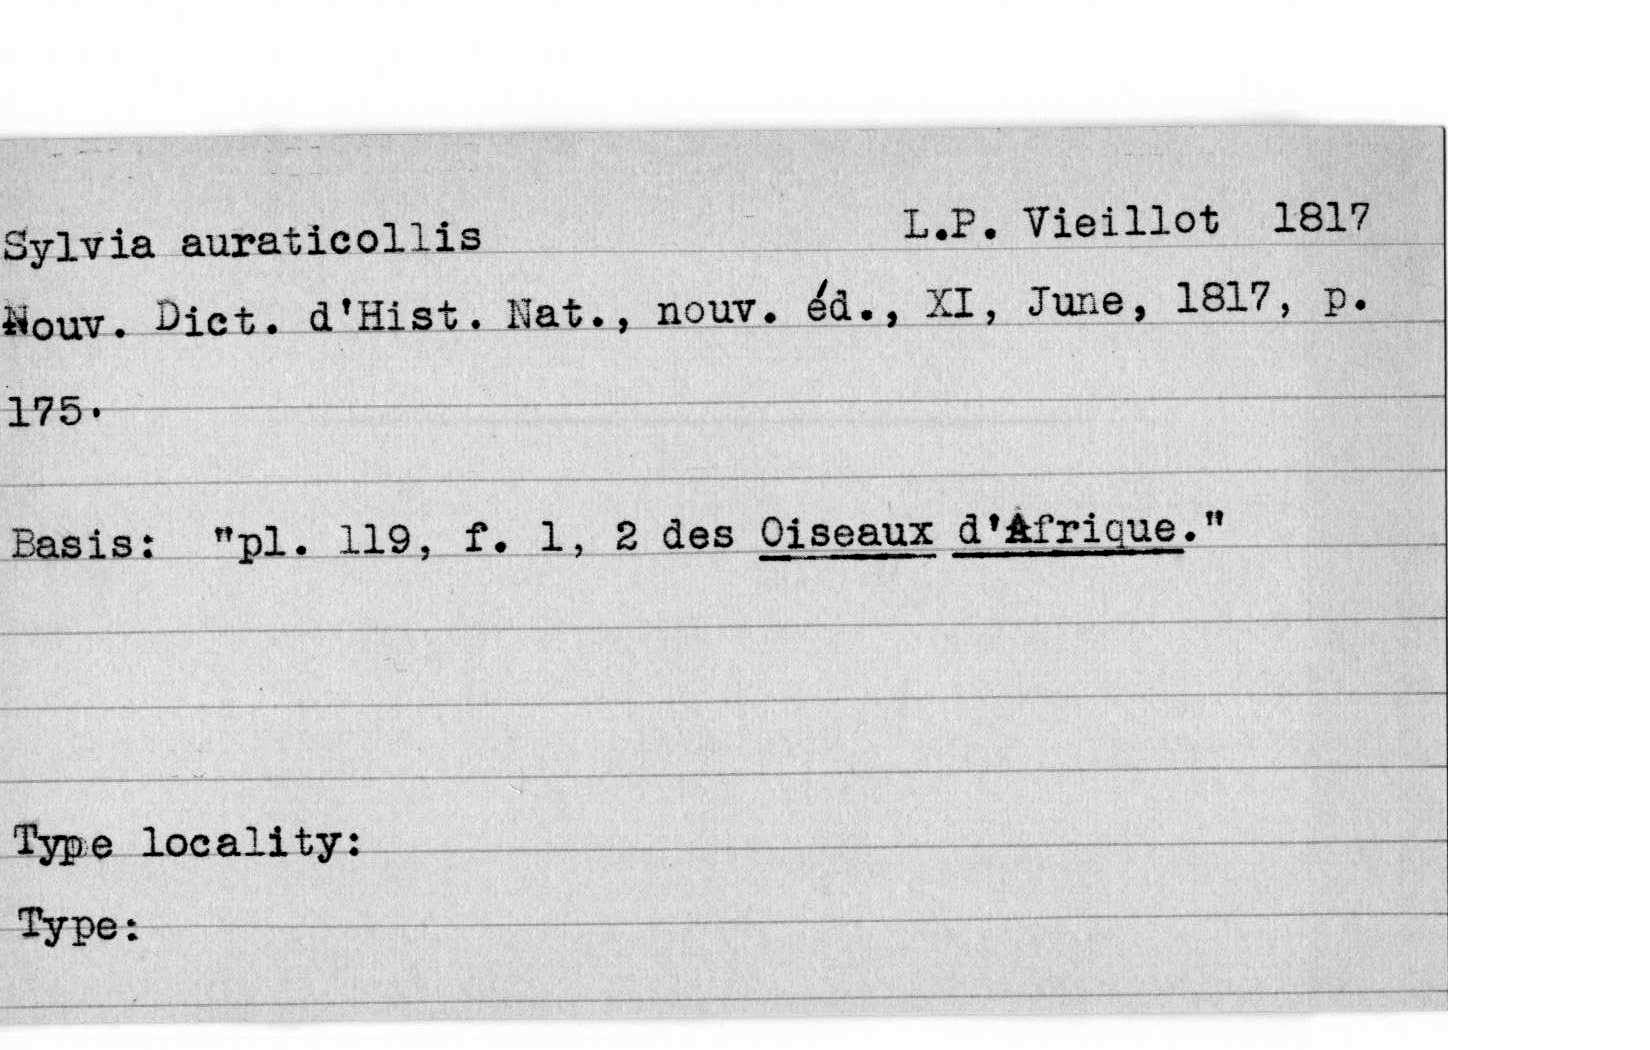 Sylvia auraticollis L.P. Vieillot 1817
Nouv. Dict. d'Hist. Nat., nouv. éd., XI, June, 1817, p.
175.
Basis: "pl. 119, f. 1, 2 des Oiseaux d'Afrique."
Type locality:
Type: